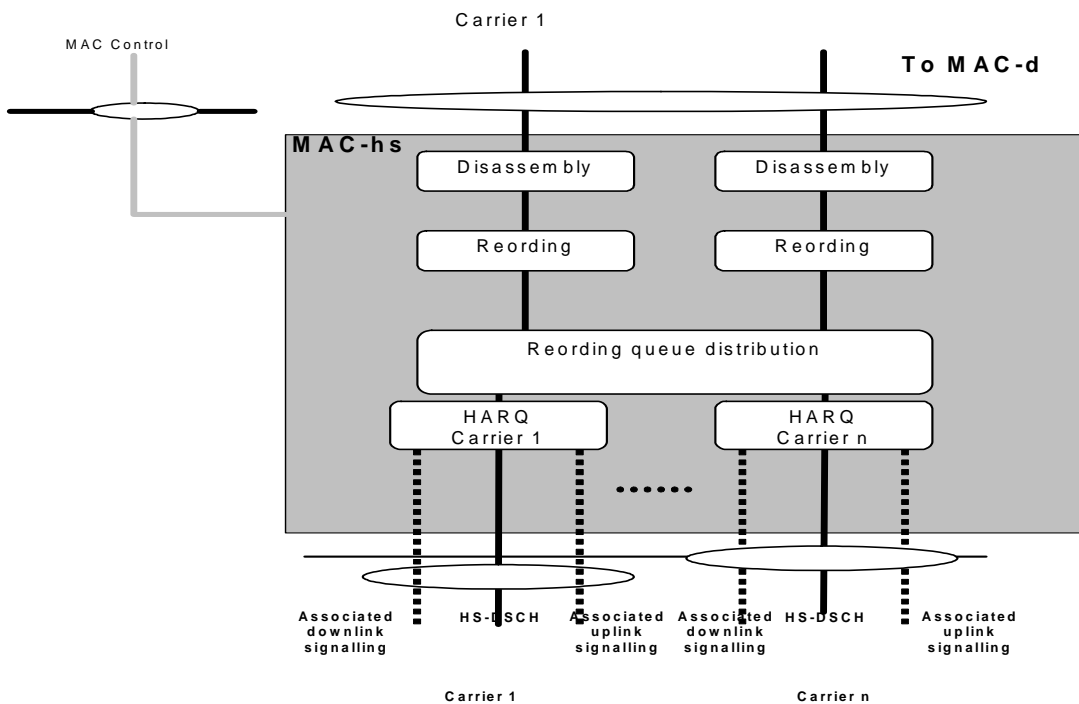 Carrier 1
MAC Control
To MAC-d
MAC-hs
Disassembly
Disassembly
Reording
Reording
Reording queue distribution
HARQ
Carrier 1
HARQ
Carrier n
......
Associated
downlink
signalling
HS-DSCH
Associated
uplink
signalling
Associated
downlink
signalling
HS-DSCH
Associated
uplink
signalling
Carrier 1
Carrier n